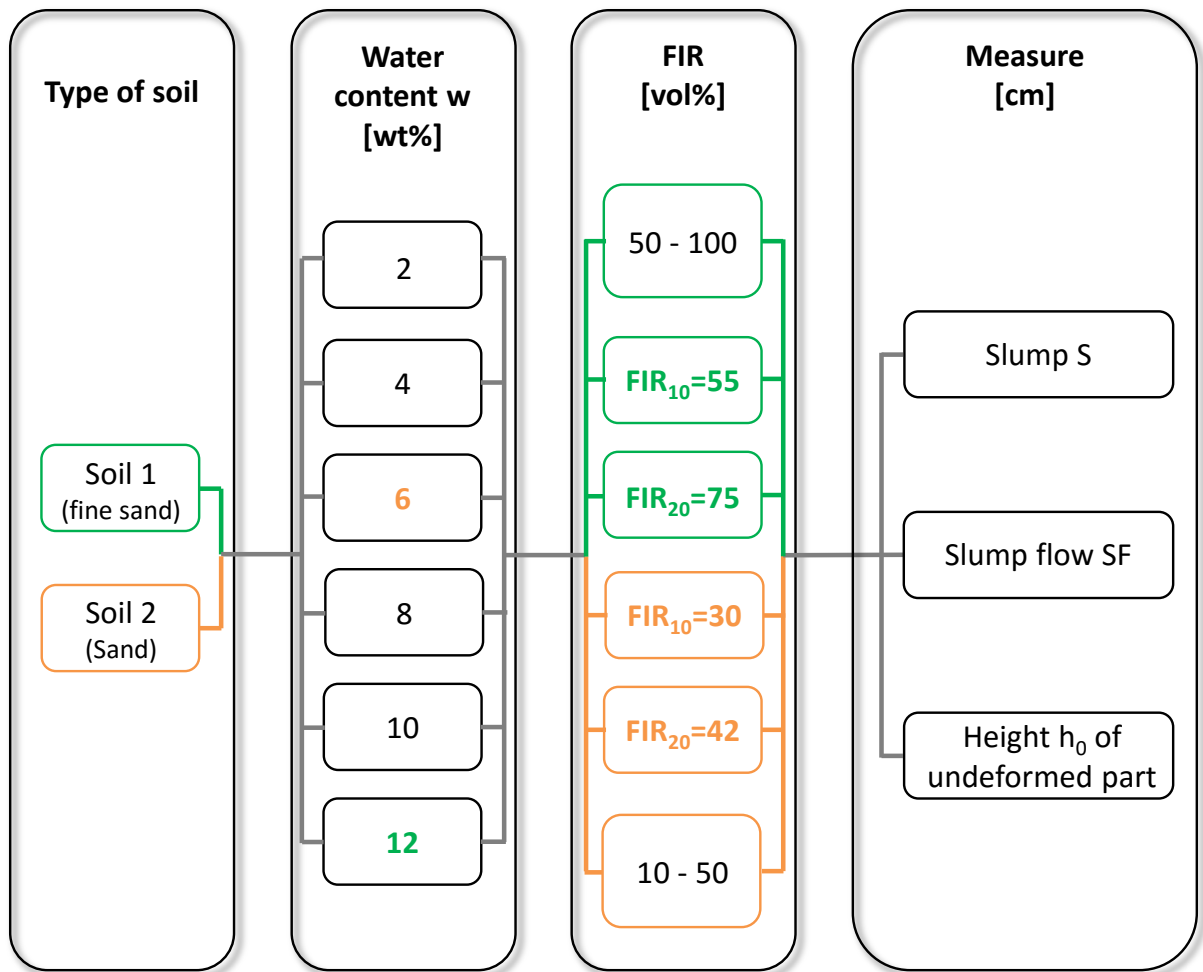 Type of soil
Soil 1
(fine sand)
Soil 2
(Sand)
Water
content w
[wt%]
2
4
6
8
10
12
FIR
[vol%]
50 - 100
FIR₁₀=55
FIR₂₀=75
FIR₁₀=30
FIR₂₀=42
10 - 50
Measure
[cm]
Slump S
Slump flow SF
Height h₀ of
undeformed part